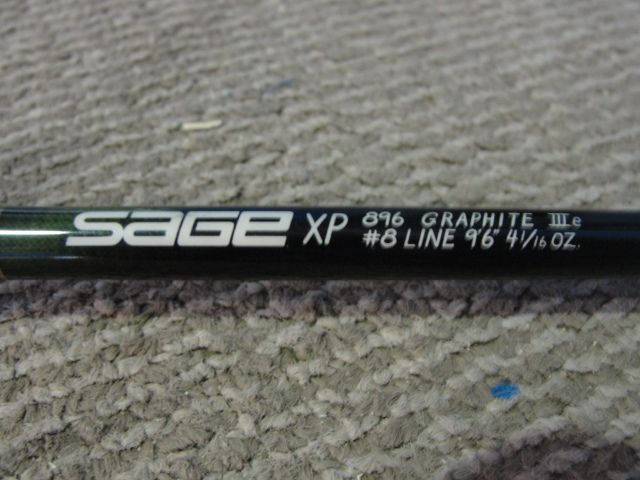 SAGE XP 896 GRAPHITE IIIe
#8 LINE 9'6" 4 1/16 OZ.